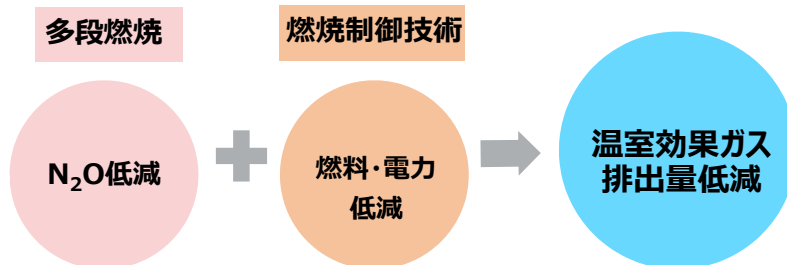 多段燃焼
燃焼制御技術
N₂O低減
燃料・電力
低減
温室効果ガス
排出量低減